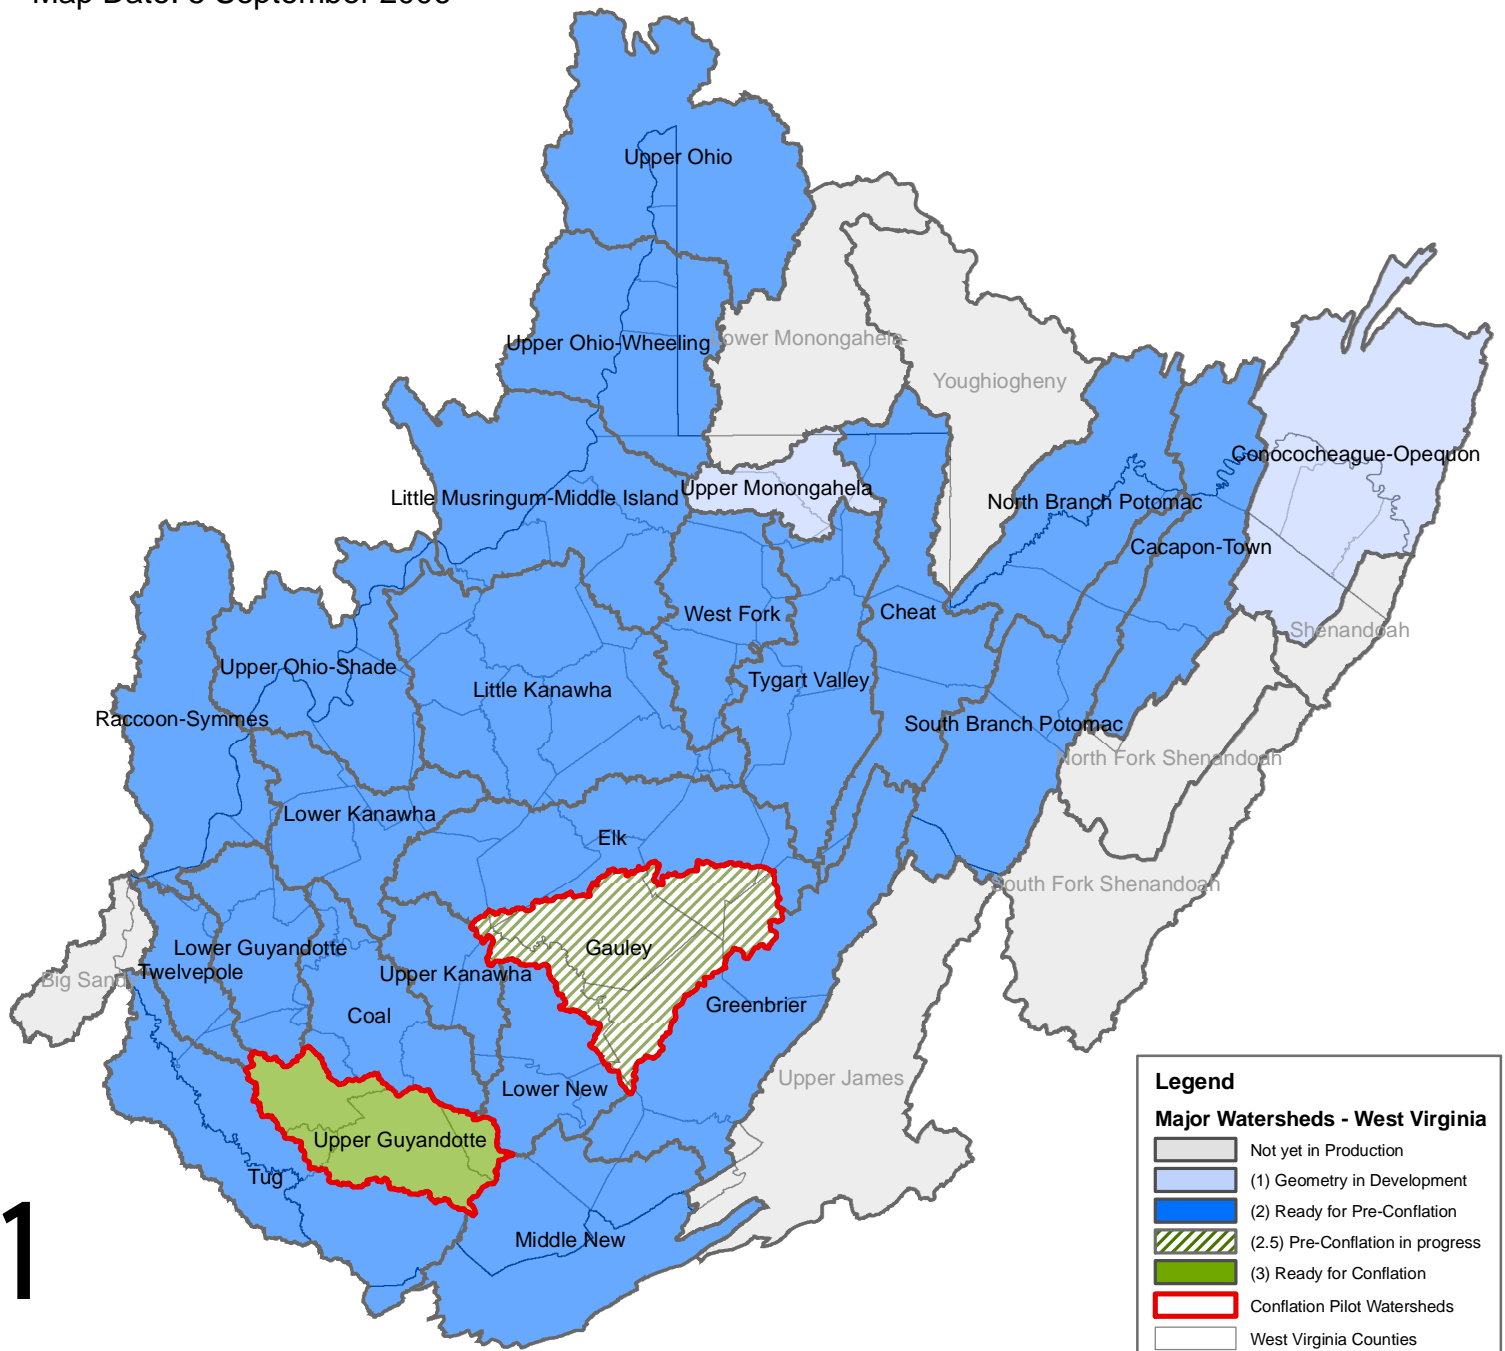 Upper Ohio
Upper Ohio-Wheeling
Lower Monongahela
Youghiogheny
Conococheague-Opequon
Little Musringum-Middle Island
Upper Monongahela
North Branch Potomac
Cacapon-Town
West Fork
Cheat
Shenandoah
Upper Ohio-Shade
Little Kanawha
Tygart Valley
Raccoon-Symmes
South Branch Potomac
North Fork Shenandoah
Lower Kanawha
Elk
South Fork Shenandoah
Lower Guyandotte
Gauley
Big Sand
Twelvepole
Upper Kanawha
Greenbrier
Coal
Upper James
Lower New
Upper Guyandotte
Tug
Middle New
1
Legend
Major Watersheds - West Virginia
Not yet in Production
(1) Geometry in Development
(2) Ready for Pre-Conflation
(2.5) Pre-Conflation in progress
(3) Ready for Conflation
Conflation Pilot Watersheds
West Virginia Counties